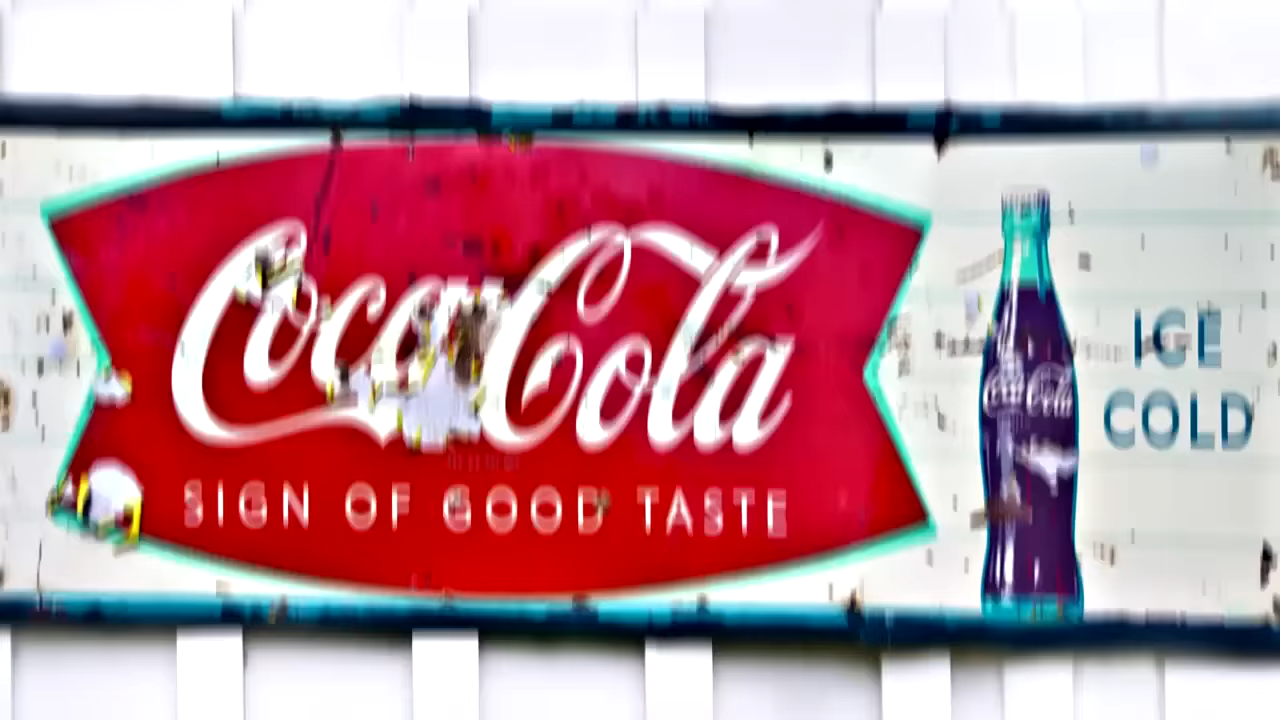 Coca-Cola
SIGN OF GOOD TASTE
Coca-Cola
ICE
COLD